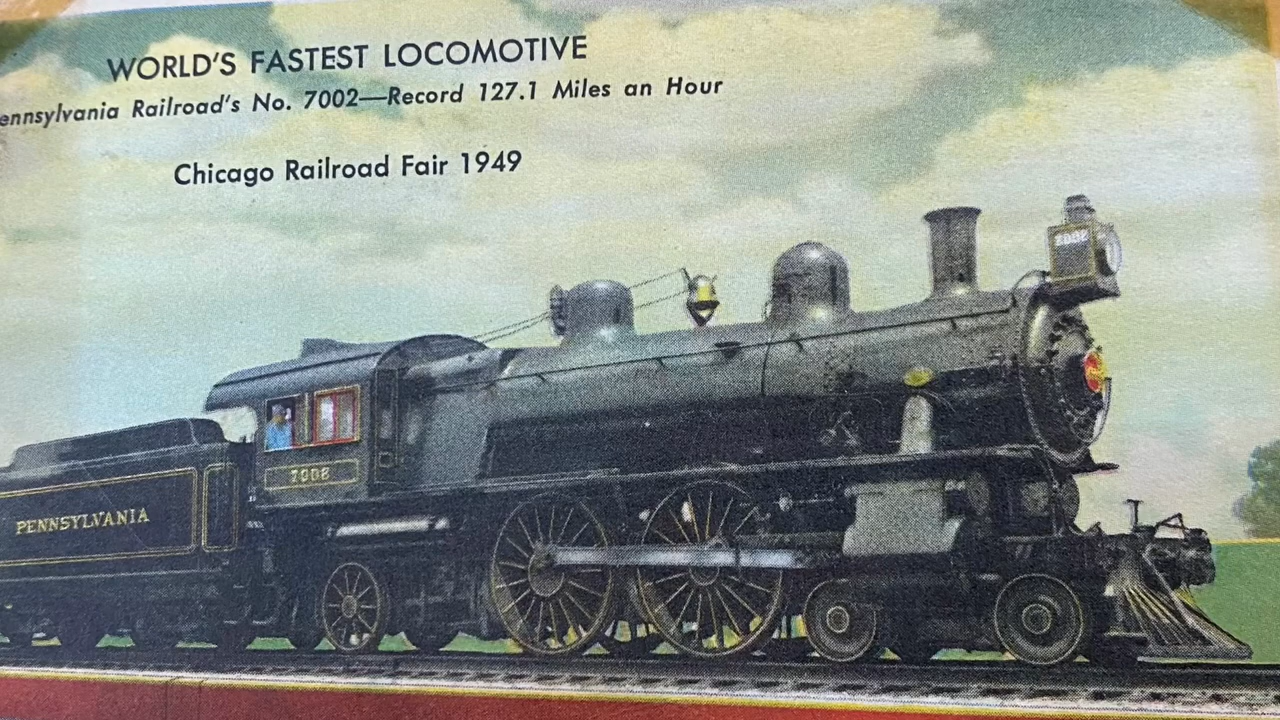 WORLD'S FASTEST LOCOMOTIVE
ennsylvania Railroad's No. 7002—Record 127.1 Miles an Hour
Chicago Railroad Fair 1949
PENNSYLVANIA